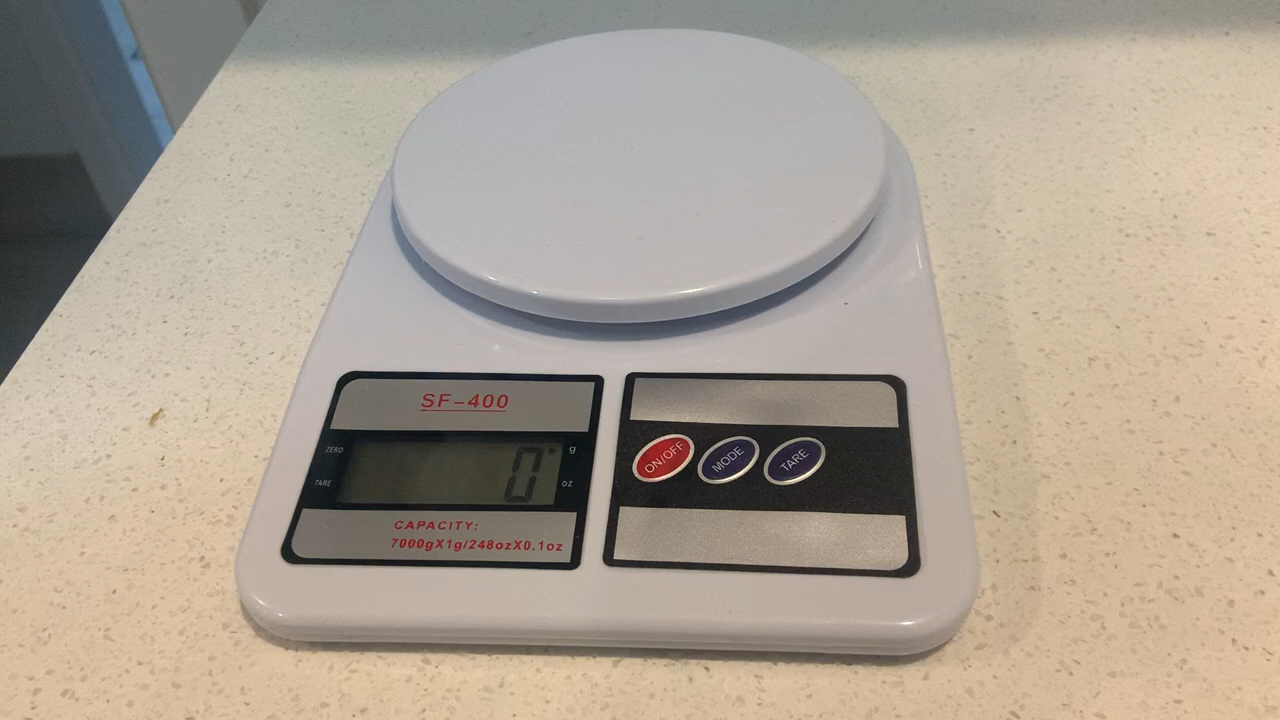 SF-400
ZERO
g
0
TARE
oz
CAPACITY:
7000gX1g/248ozX0.1oz
ON/OFF
MODE
TARE